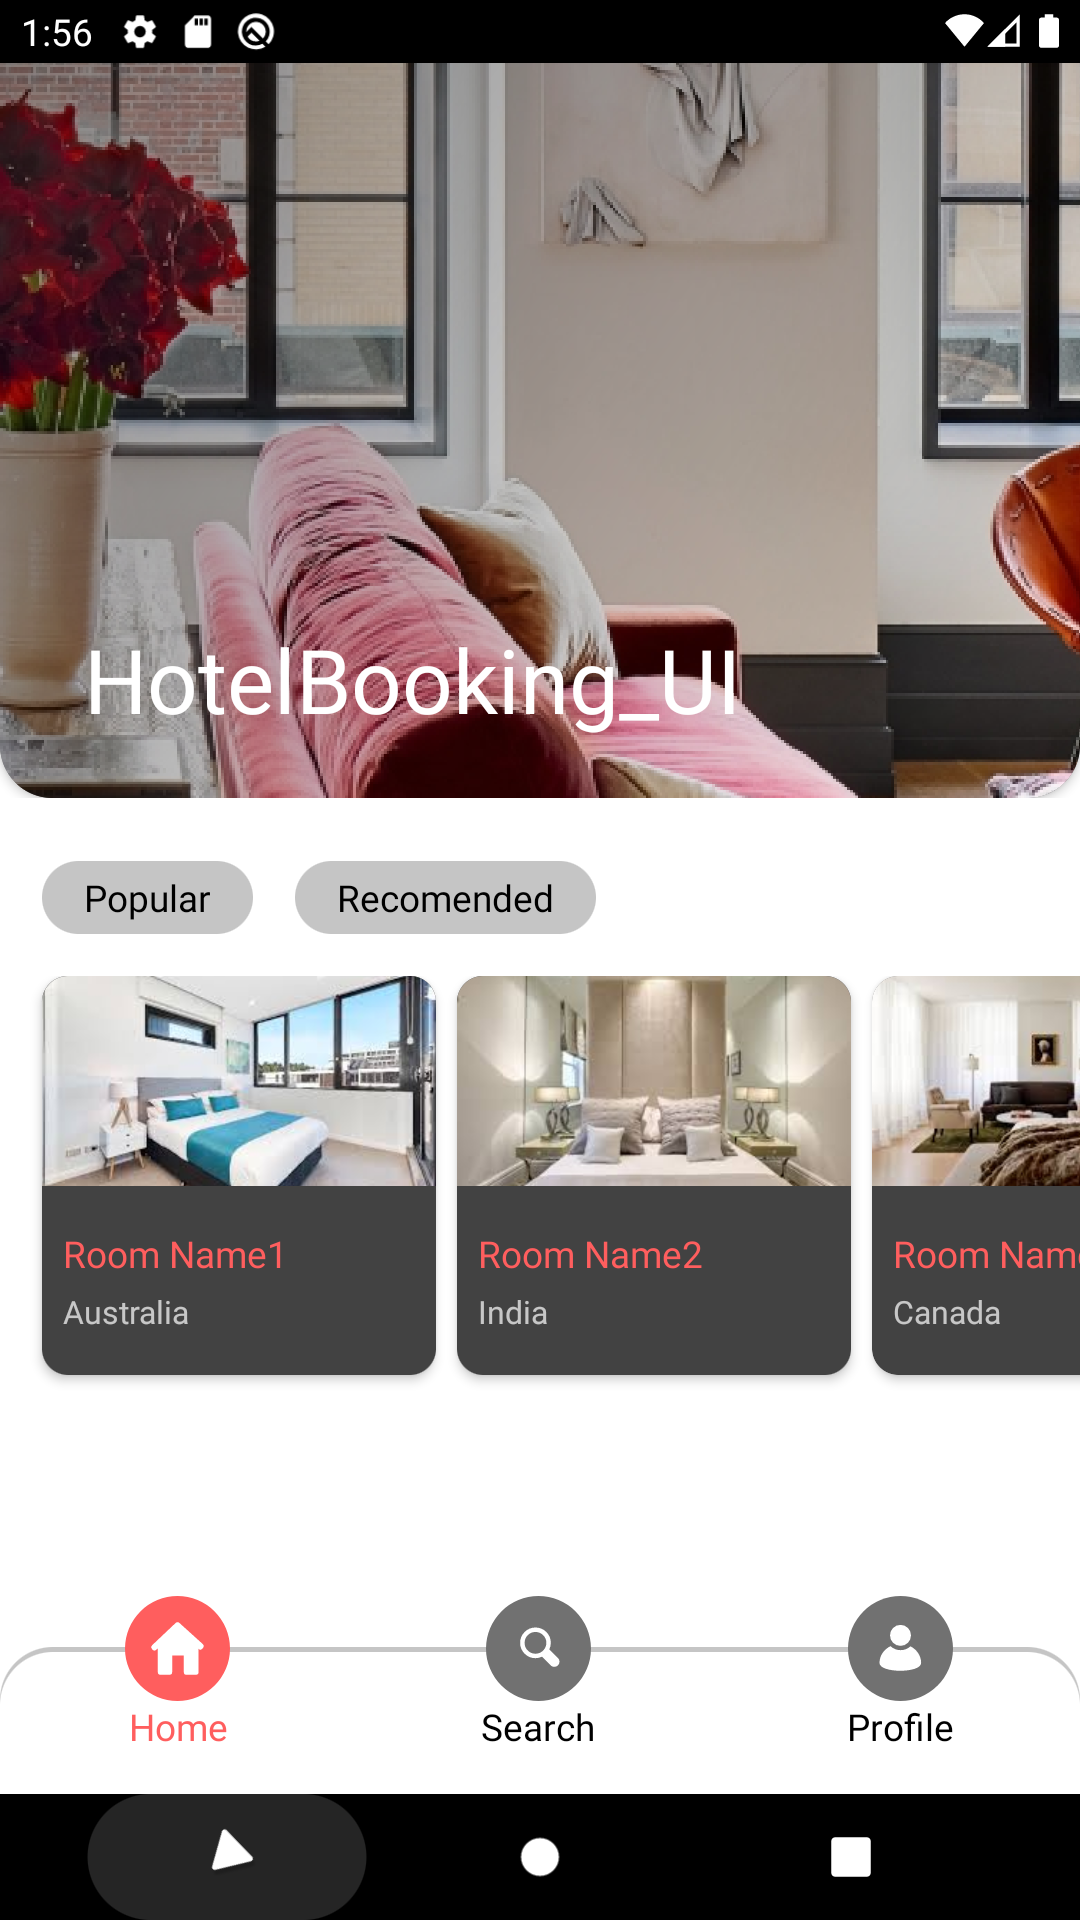 1:56
HotelBooking_UI
Popular
Recomended
Room Name1
Room Name2
Room Nam
Australia
India
Canada
Home
Search
Profile